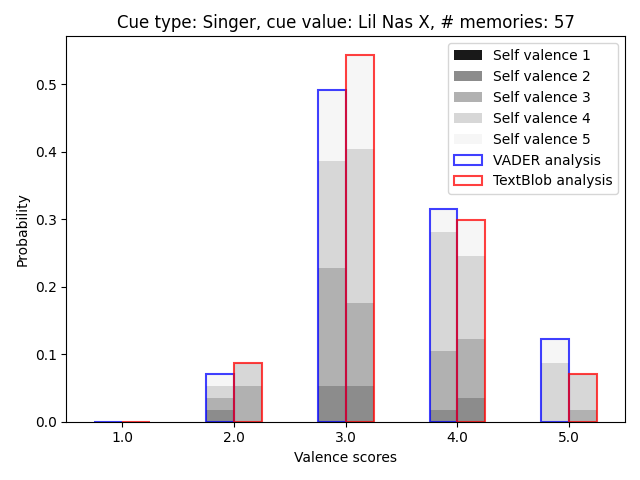 Cue type: Singer, cue value: Lil Nas X, # memories: 57
Self valence 1
Self valence 2
Self valence 3
Self valence 4
Self valence 5
VADER analysis
TextBlob analysis
Probability
0.5
0.4
0.3
0.2
0.1
0.0
1.0 2.0 3.0 4.0 5.0
Valence scores